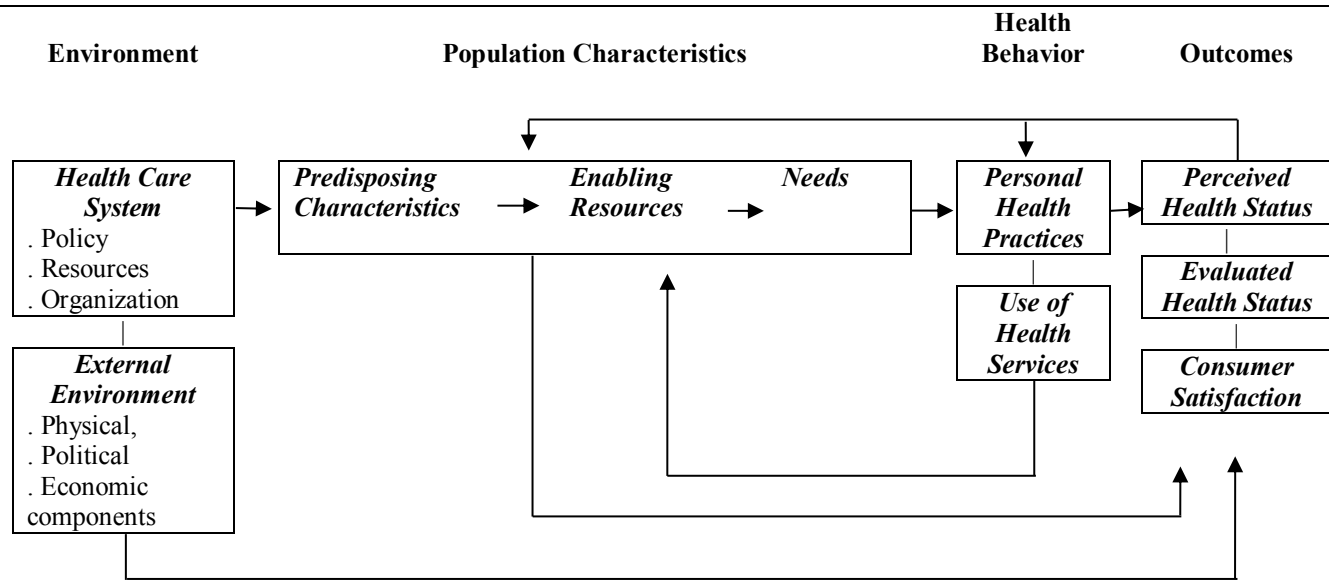 Environment
Population Characteristics
Health
Behavior
Outcomes
Health Care
System
. Policy
. Resources
. Organization
External
Environment
. Physical,
. Political
. Economic
components
Predisposing
Characteristics
Enabling
Resources
Needs
Personal
Health
Practices
Use of
Health
Services
Perceived
Health Status
Evaluated
Health Status
Consumer
Satisfaction